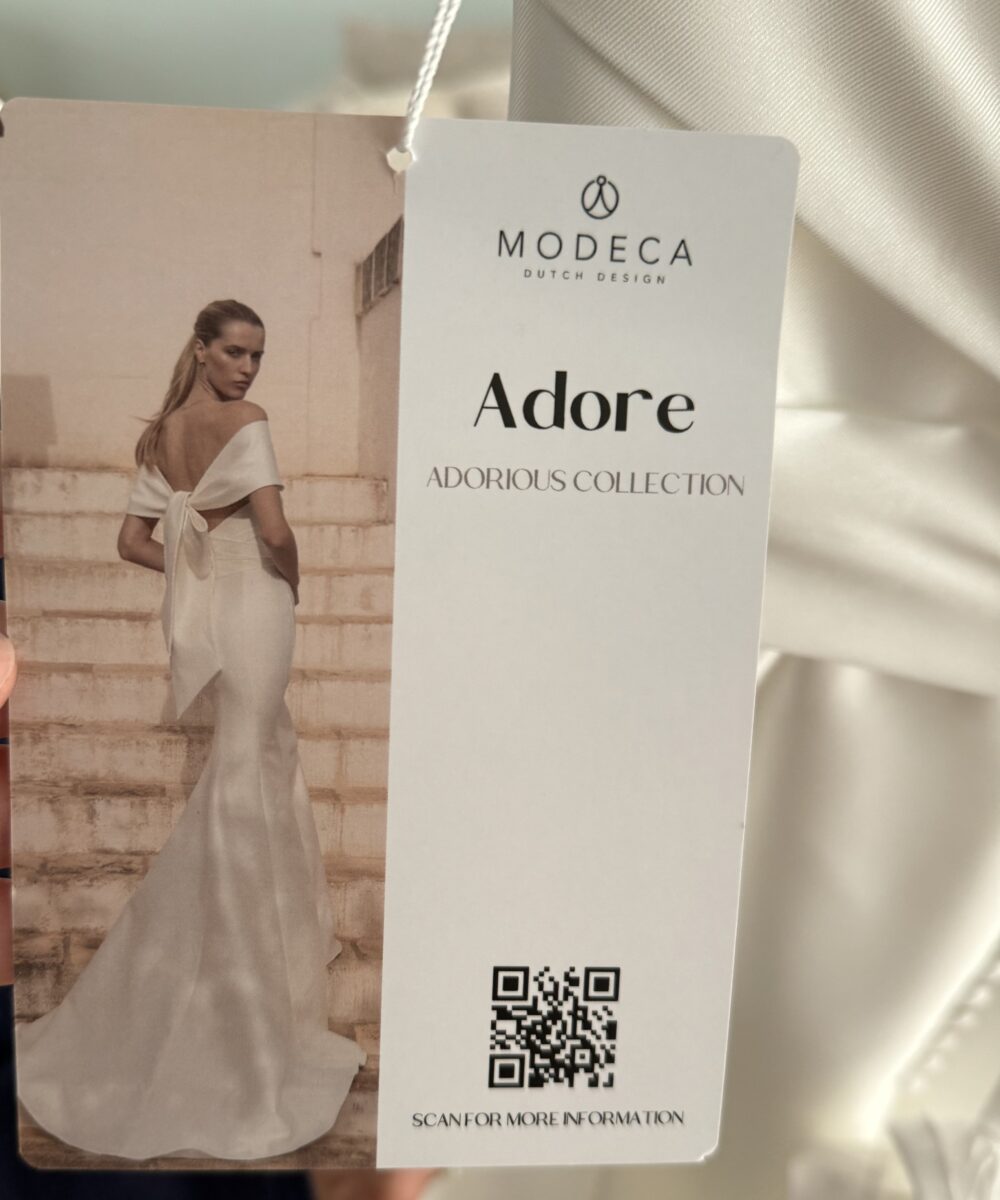 MODECA
DUTCH DESIGN
Adore
ADORIOUS COLLECTION
SCAN FOR MORE INFORMATION